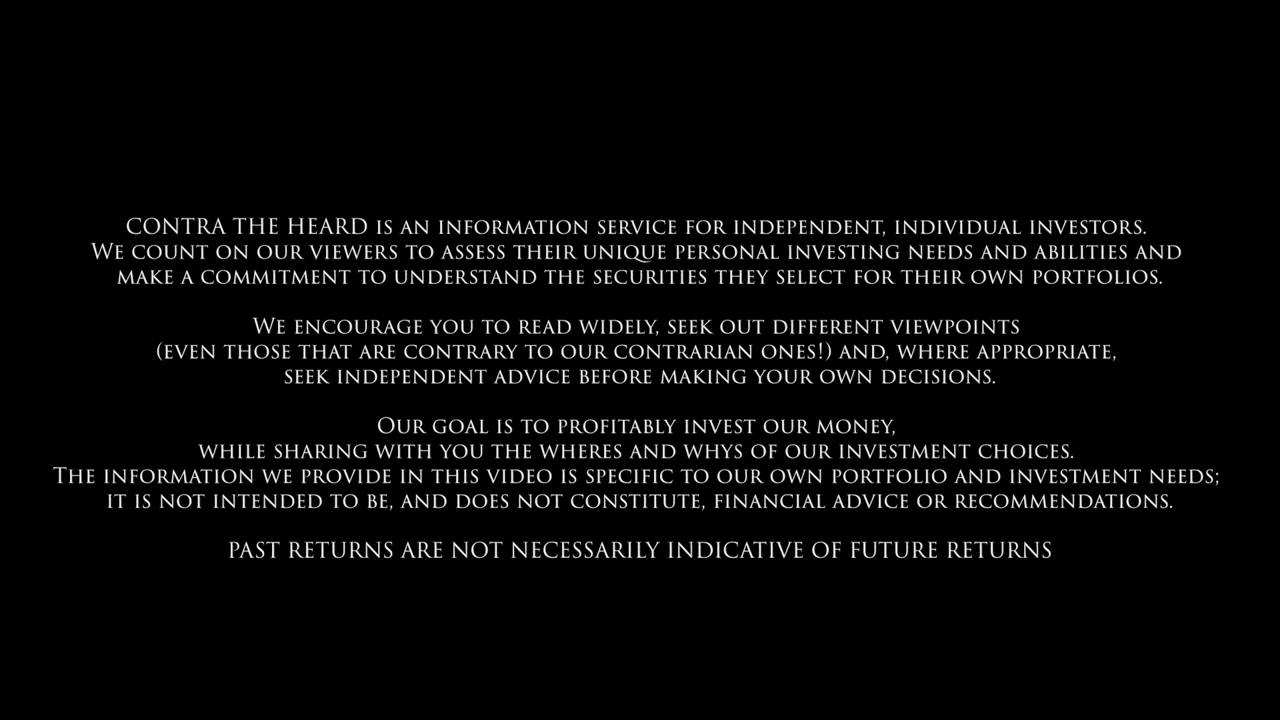 CONTRA THE HEARD IS AN INFORMATION SERVICE FOR INDEPENDENT, INDIVIDUAL INVESTORS.
WE COUNT ON OUR VIEWERS TO ASSESS THEIR UNIQUE PERSONAL INVESTING NEEDS AND ABILITIES AND
MAKE A COMMITMENT TO UNDERSTAND THE SECURITIES THEY SELECT FOR THEIR OWN PORTFOLIOS.
WE ENCOURAGE YOU TO READ WIDELY, SEEK OUT DIFFERENT VIEWPOINTS
(EVEN THOSE THAT ARE CONTRARY TO OUR CONTRARIAN ONES!) AND, WHERE APPROPRIATE,
SEEK INDEPENDENT ADVICE BEFORE MAKING YOUR OWN DECISIONS.
OUR GOAL IS TO PROFITABLY INVEST OUR MONEY,
WHILE SHARING WITH YOU THE WHERES AND WHYS OF OUR INVESTMENT CHOICES.
THE INFORMATION WE PROVIDE IN THIS VIDEO IS SPECIFIC TO OUR OWN PORTFOLIO AND INVESTMENT NEEDS;
IT IS NOT INTENDED TO BE, AND DOES NOT CONSTITUTE, FINANCIAL ADVICE OR RECOMMENDATIONS.
PAST RETURNS ARE NOT NECESSARILY INDICATIVE OF FUTURE RETURNS